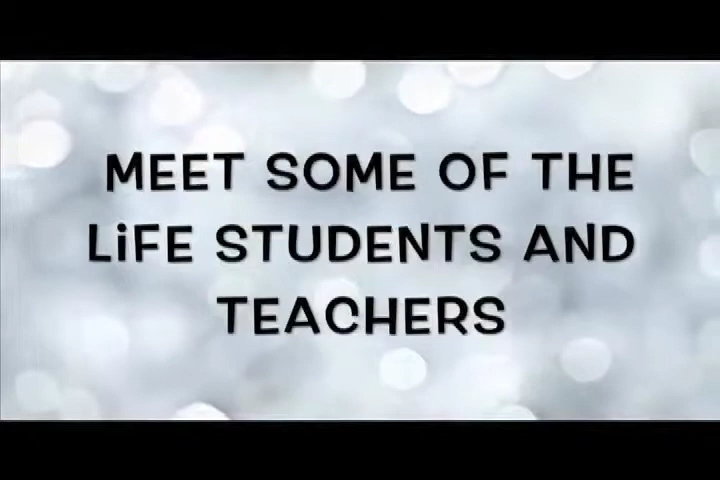 MEET SOME OF THE
LiFE STUDENTS AND
TEACHERS